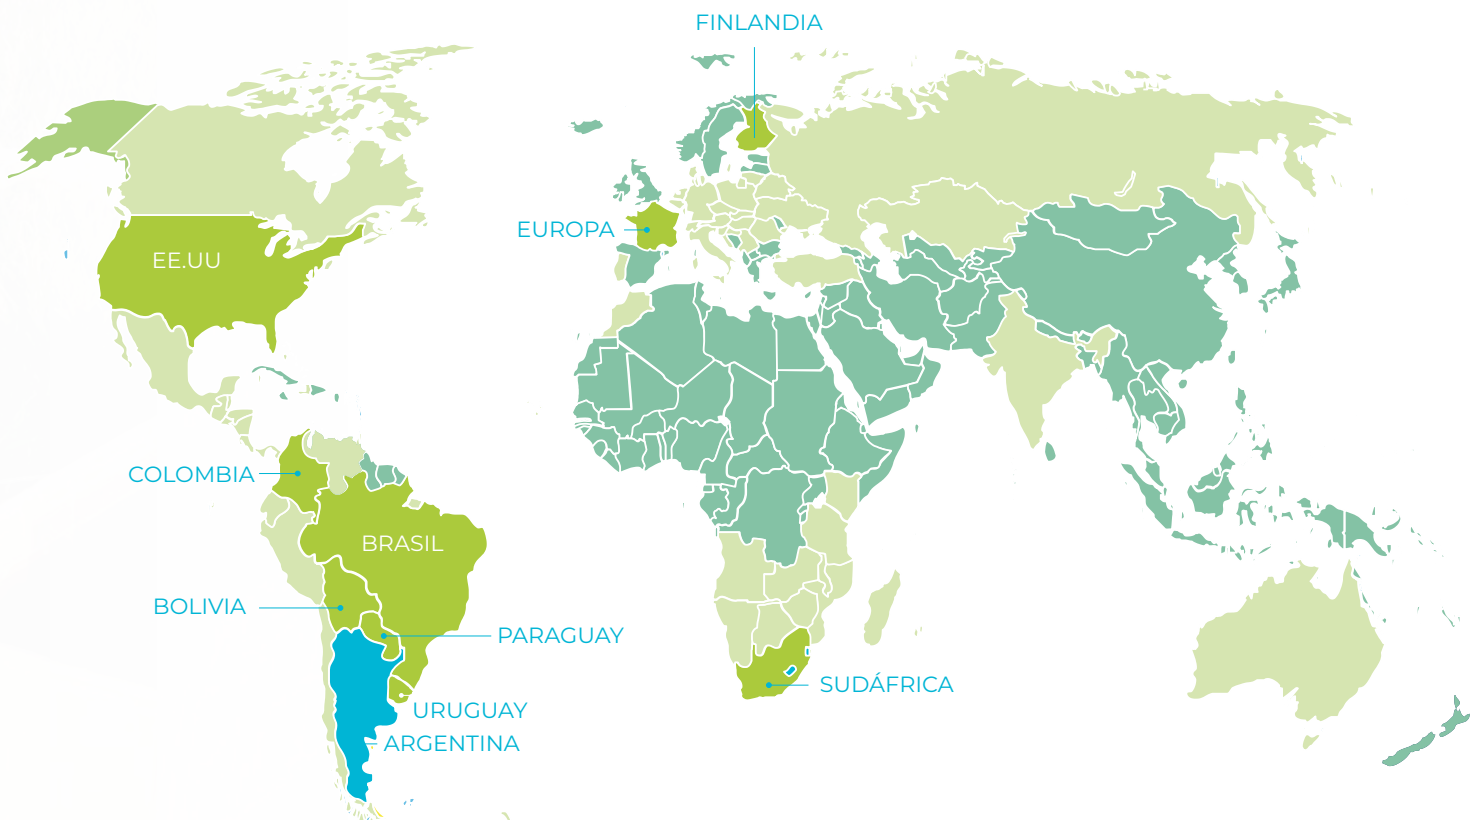 FINLANDIA
EUROPA
EE.UU
COLOMBIA
BRASIL
BOLIVIA
PARAGUAY
SUDÁFRICA
URUGUAY
ARGENTINA